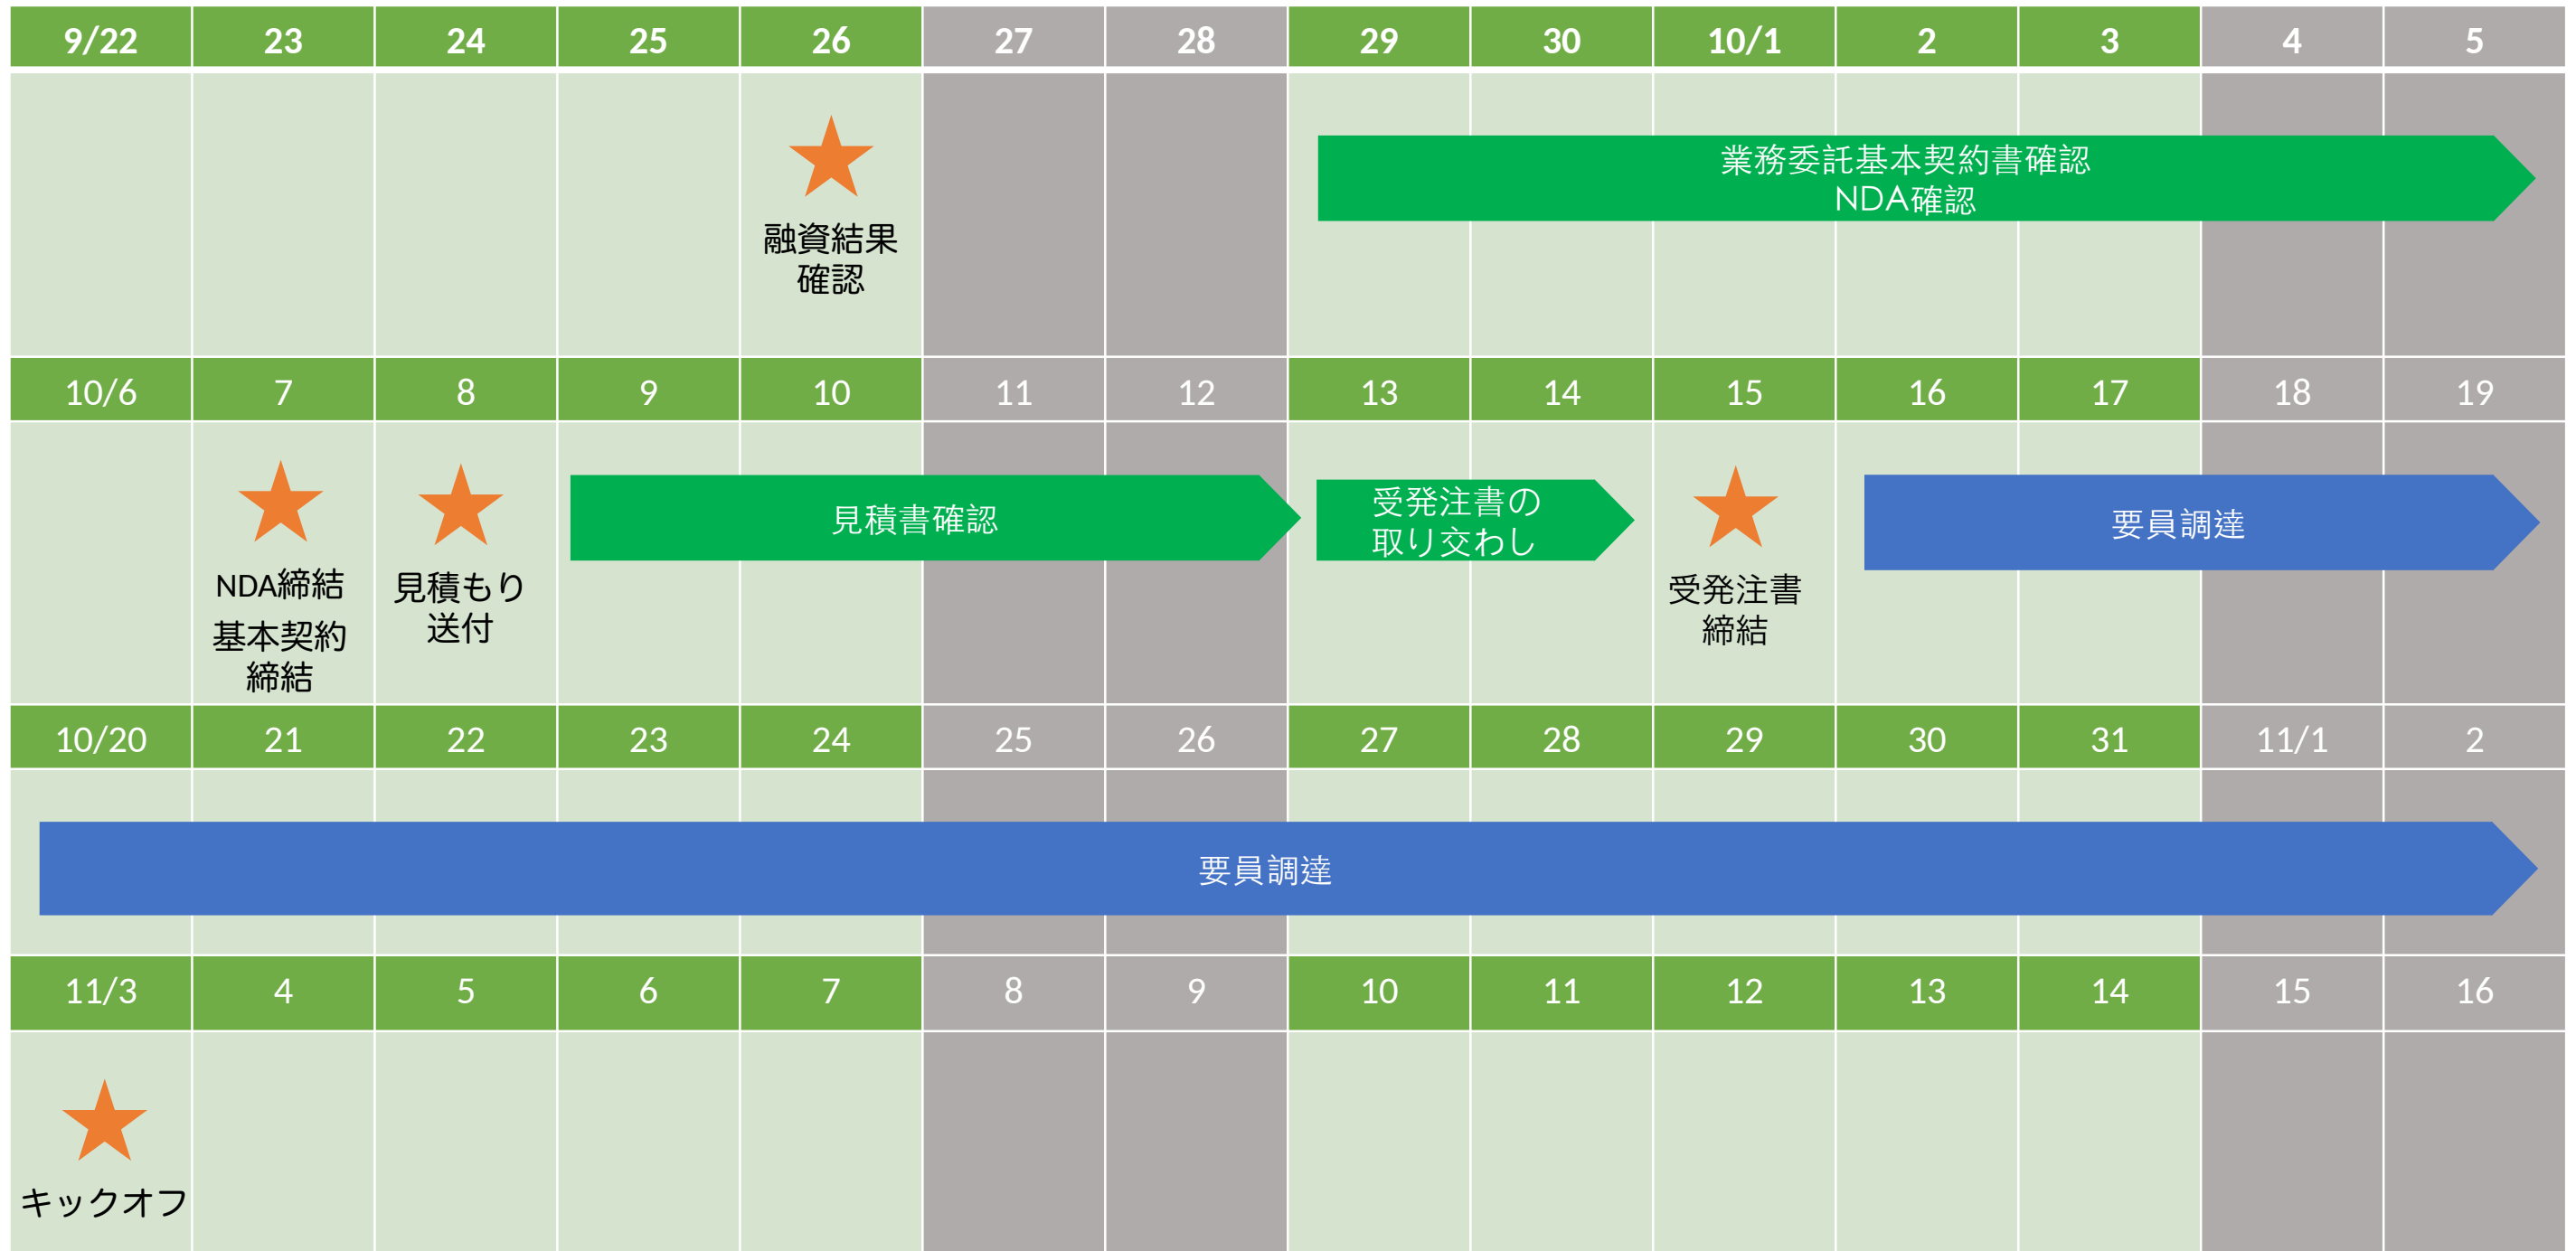 9/22 23 24 25 26 27 28 29 30 10/1 2 3 4 5
融資結果
確認
業務委託基本契約書確認
NDA確認
10/6 7 8 9 10 11 12 13 14 15 16 17 18 19
NDA締結
基本契約
締結
見積もり
送付
見積書確認
受発注書の
取り交わし
受発注書
締結
要員調達
10/20 21 22 23 24 25 26 27 28 29 30 31 11/1 2
要員調達
11/3 4 5 6 7 8 9 10 11 12 13 14 15 16
キックオフ